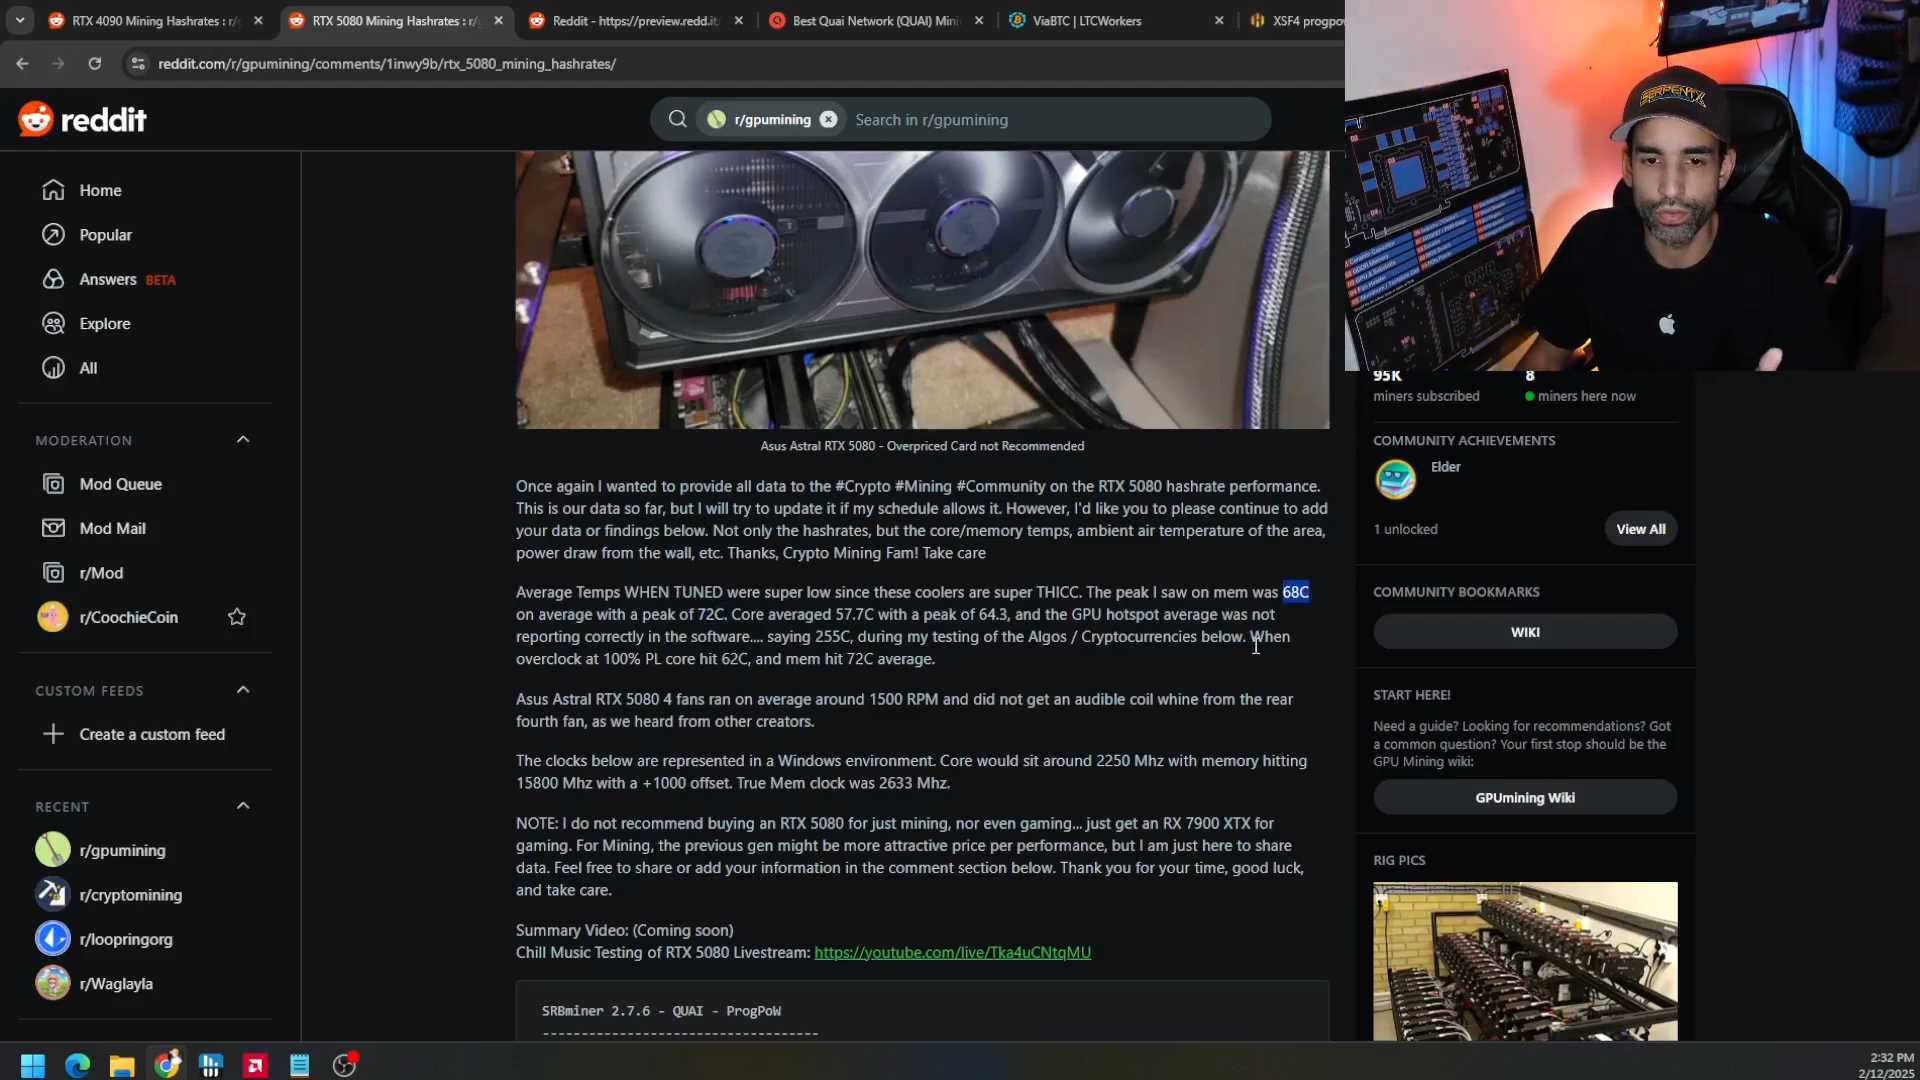 RTX 4090 Mining Hashrates : r/g
RTX 5080 Mining Hashrates : r/g
Reddit - https://preview.redd.it/
Best Quai Network (QUAI) Mini
ViaBTC | LTCWorkers
XSF4 progpow
reddit.com/r/gpumining/comments/1inwy9b/rtx_5080_mining_hashrates/
reddit
r/gpumining
Search in r/gpumining
Home
Popular
Answers BETA
Explore
All
MODERATION
Mod Queue
Mod Mail
r/Mod
r/CoochieCoin
CUSTOM FEEDS
Create a custom feed
RECENT
r/gpumining
r/cryptomining
r/loopringorg
r/Waglayla
Asus Astral RTX 5080 - Overpriced Card not Recommended
Once again I wanted to provide all data to the #Crypto #Mining #Community on the RTX 5080 hashrate performance.
This is our data so far, but I will try to update it if my schedule allows it. However, I'd like you to please continue to add
your data or findings below. Not only the hashrates, but the core/memory temps, ambient air temperature of the area,
power draw from the wall, etc. Thanks, Crypto Mining Fam! Take care
Average Temps WHEN TUNED were super low since these coolers are super THICC. The peak I saw on mem was 68C
on average with a peak of 72C. Core averaged 57.7C with a peak of 64.3, and the GPU hotspot average was not
reporting correctly in the software.... saying 255C, during my testing of the Algos / Cryptocurrencies below. When
overclock at 100% PL core hit 62C, and mem hit 72C average.
Asus Astral RTX 5080 4 fans ran on average around 1500 RPM and did not get an audible coil whine from the rear
fourth fan, as we heard from other creators.
The clocks below are represented in a Windows environment. Core would sit around 2250 Mhz with memory hitting
15800 Mhz with a +1000 offset. True Mem clock was 2633 Mhz.
NOTE: I do not recommend buying an RTX 5080 for just mining, nor even gaming... just get an RX 7900 XTX for
gaming. For Mining, the previous gen might be more attractive price per performance, but I am just here to share
data. Feel free to share or add your information in the comment section below. Thank you for your time, good luck,
and take care.
Summary Video: (Coming soon)
Chill Music Testing of RTX 5080 Livestream: https://youtube.com/live/Tka4uCNtqMU
SRBminer 2.7.6 - QUAI - ProgPoW
------------------------------------
SERPENTX
95K
8
miners subscribed
miners here now
COMMUNITY ACHIEVEMENTS
Elder
1 unlocked
View All
COMMUNITY BOOKMARKS
WIKI
START HERE!
Need a guide? Looking for recommendations? Got
a common question? Your first stop should be the
GPU Mining wiki:
GPUmining Wiki
RIG PICS
2:32 PM
2/12/2025